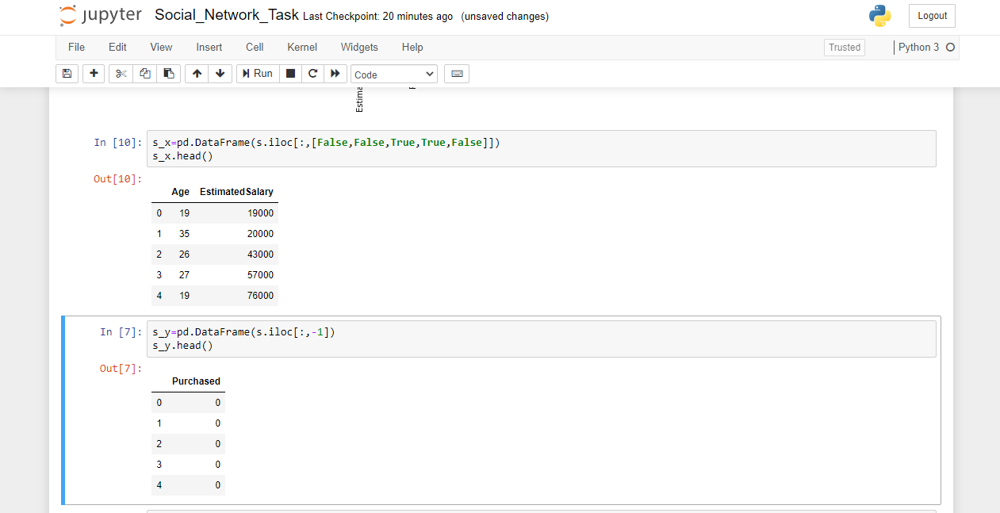 jupyter Social_Network_Task Last Checkpoint: 20 minutes ago (unsaved changes)
Logout
File Edit View Insert Cell Kernel Widgets Help
Trusted
Python 3
Run
Code
Estima
In [10]: s_x=pd.DataFrame(s.iloc[:,[False,False,True,True,False]])
s_x.head()
Out[10]:
Age EstimatedSalary
0 19 19000
1 35 20000
2 26 43000
3 27 57000
4 19 76000
In [7]: s_y=pd.DataFrame(s.iloc[:,-1])
s_y.head()
Out[7]:
Purchased
0 0
1 0
2 0
3 0
4 0